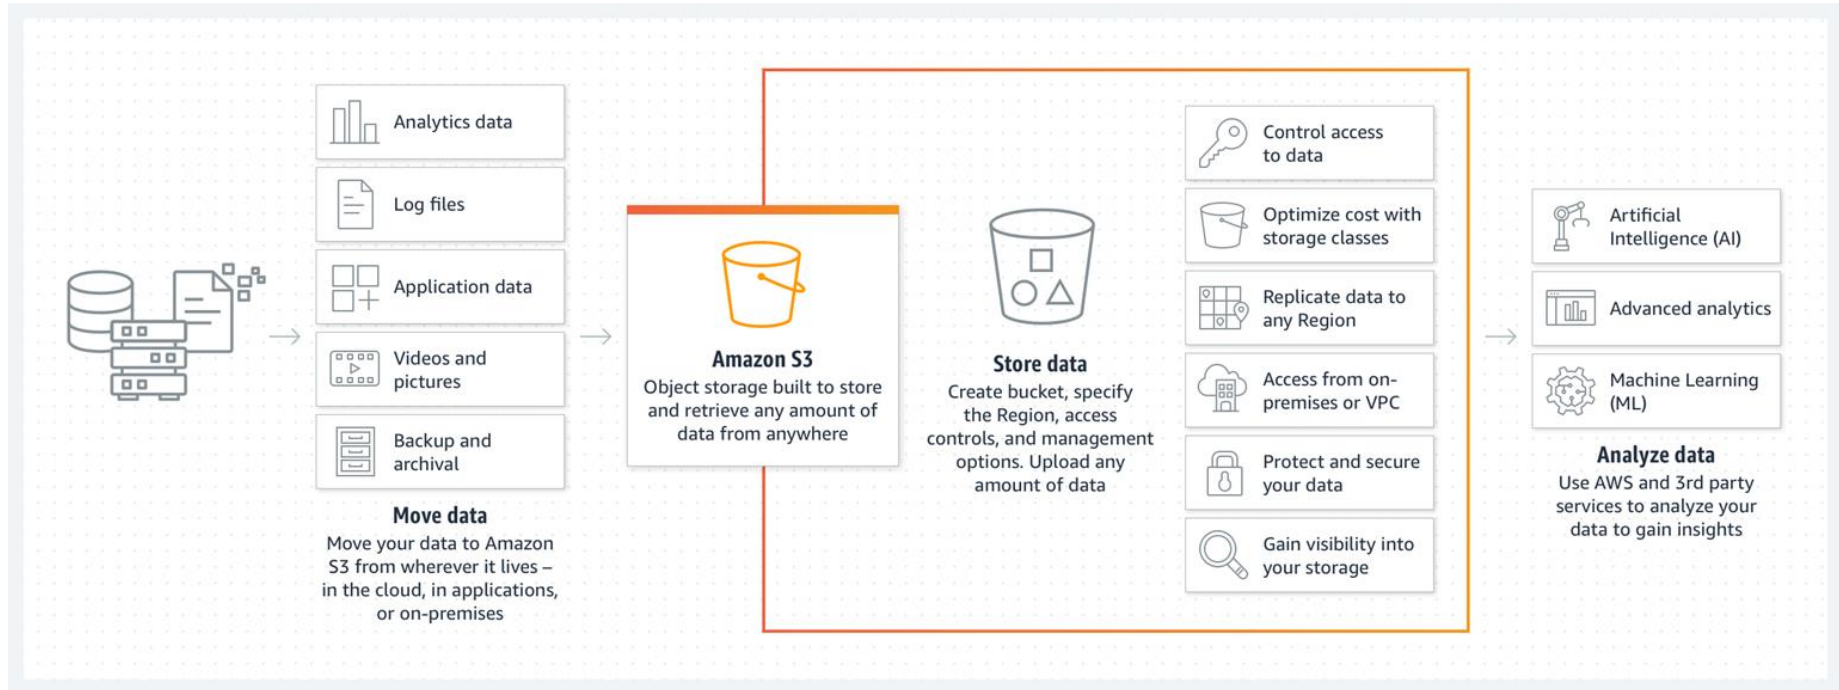 Analytics data
Log files
Application data
Videos and
pictures
Backup and
archival
Move data
Move your data to Amazon
S3 from wherever it lives –
in the cloud, in applications,
or on-premises
Amazon S3
Object storage built to store
and retrieve any amount of
data from anywhere
Store data
Create bucket, specify
the Region, access
controls, and management
options. Upload any
amount of data
Control access
to data
Optimize cost with
storage classes
Replicate data to
any Region
Access from on-
premises or VPC
Protect and secure
your data
Gain visibility into
your storage
Artificial
Intelligence (AI)
Advanced analytics
Machine Learning
(ML)
Analyze data
Use AWS and 3rd party
services to analyze your
data to gain insights